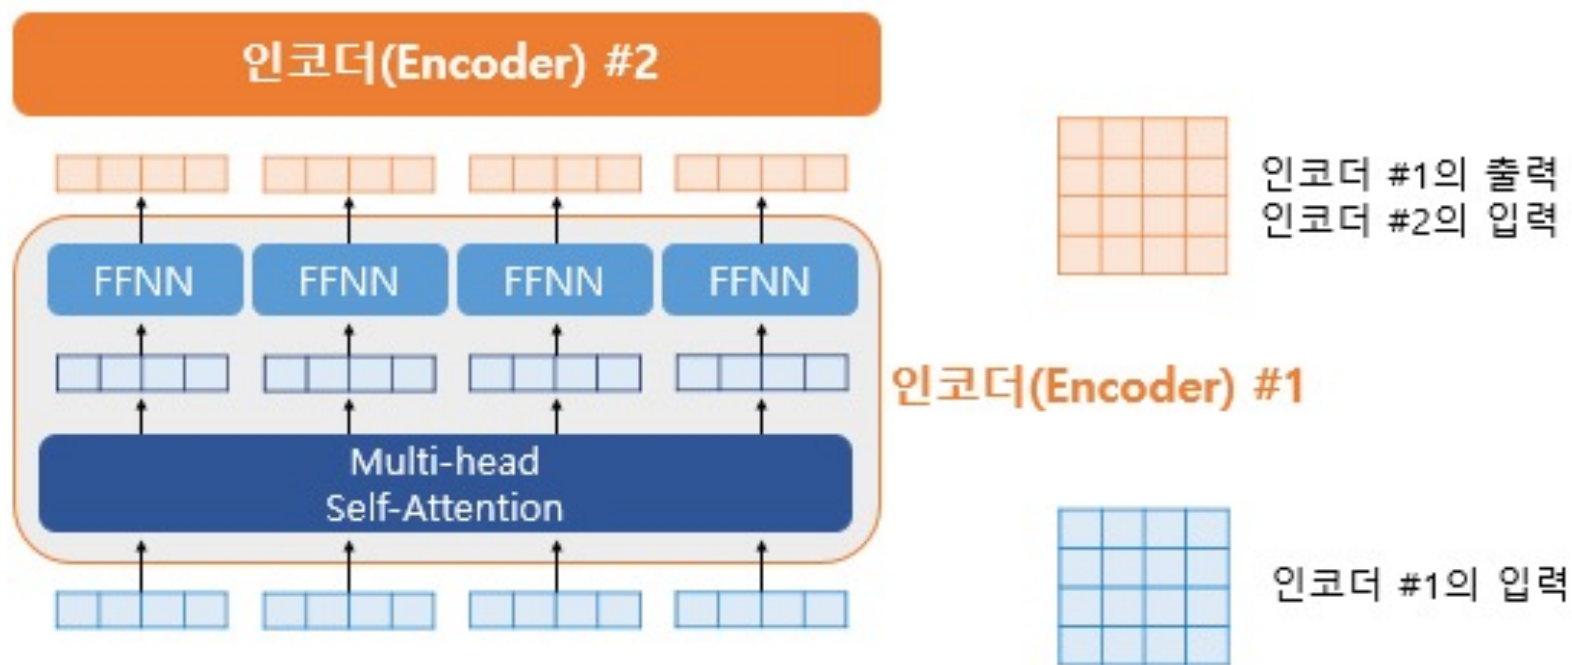 인코더(Encoder) #2
인코더 #1의 출력
인코더 #2의 입력
FFNN FFNN FFNN FFNN
인코더(Encoder) #1
Multi-head
Self-Attention
인코더 #1의 입력